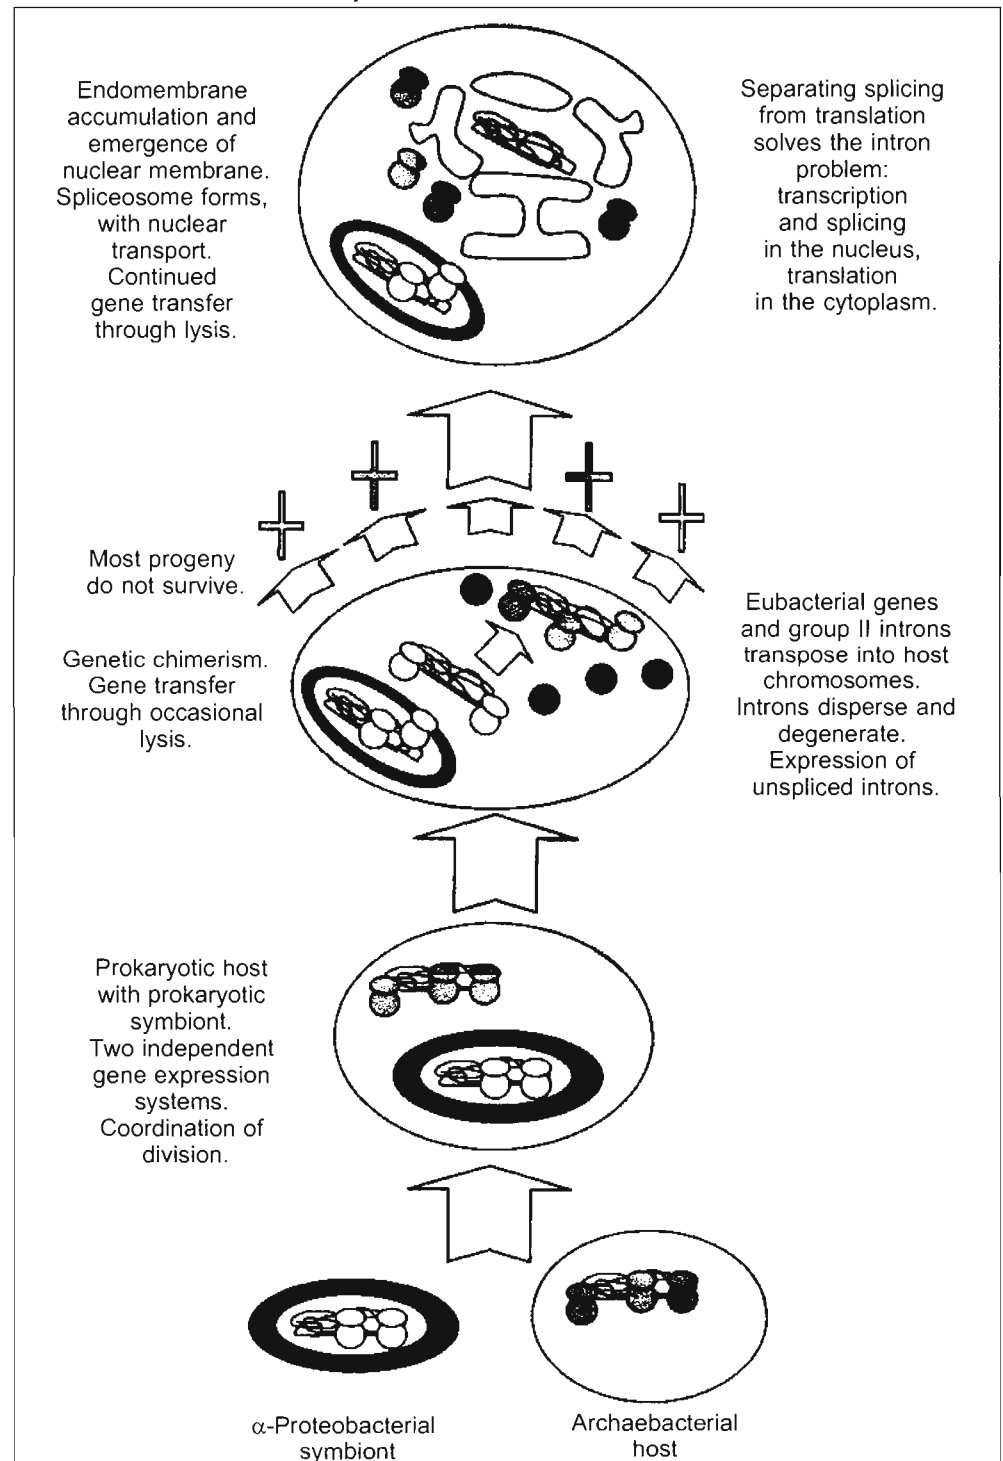 Endomembrane
accumulation and
emergence of
nuclear membrane.
Spliceosome forms,
with nuclear
transport.
Continued
gene transfer
through lysis.
Separating splicing
from translation
solves the intron
problem:
transcription
and splicing
in the nucleus,
translation
in the cytoplasm.
Most progeny
do not survive.
Genetic chimerism.
Gene transfer
through occasional
lysis.
Eubacterial genes
and group II introns
transpose into host
chromosomes.
Introns disperse and
degenerate.
Expression of
unspliced introns.
Prokaryotic host
with prokaryotic
symbiont.
Two independent
gene expression
systems.
Coordination of
division.
α-Proteobacterial
symbiont
Archaebacterial
host